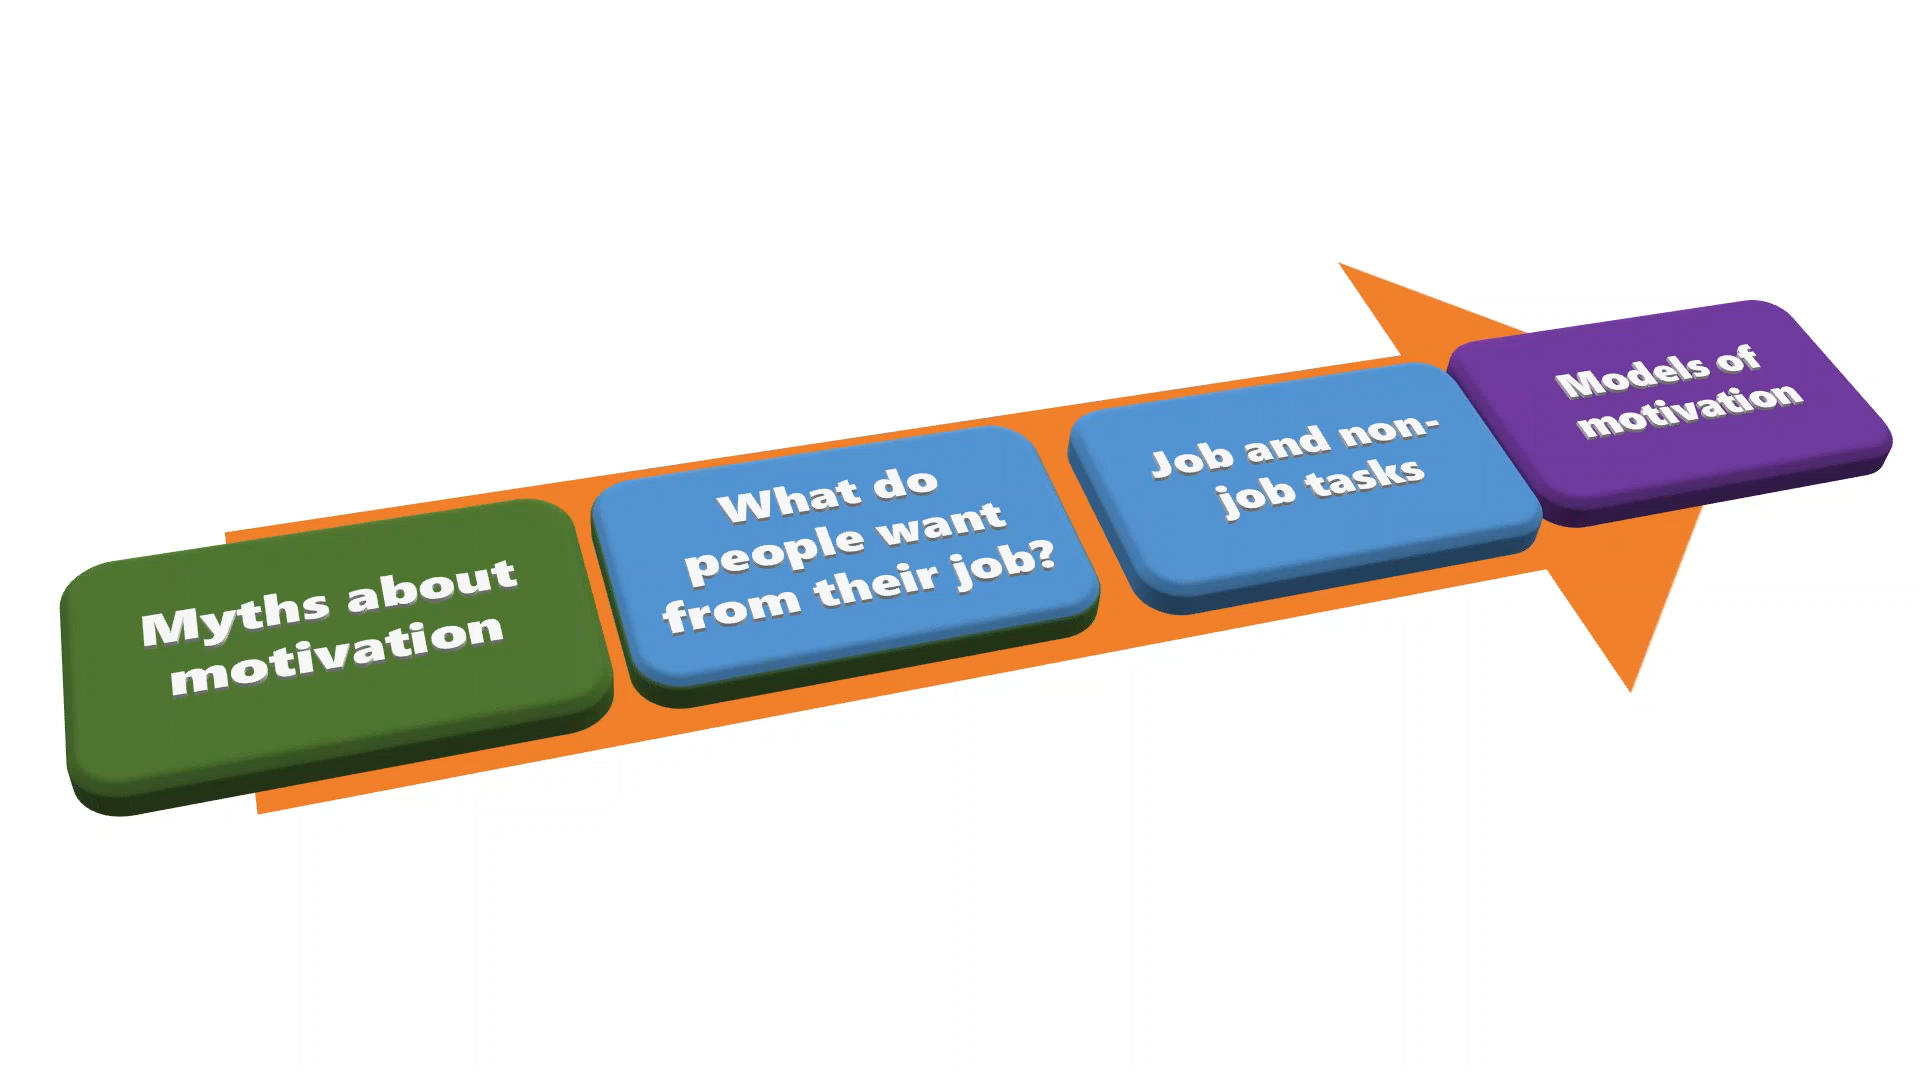 Myths about
motivation
What do
people want
from their job?
Job and non-
job tasks
Models of
motivation